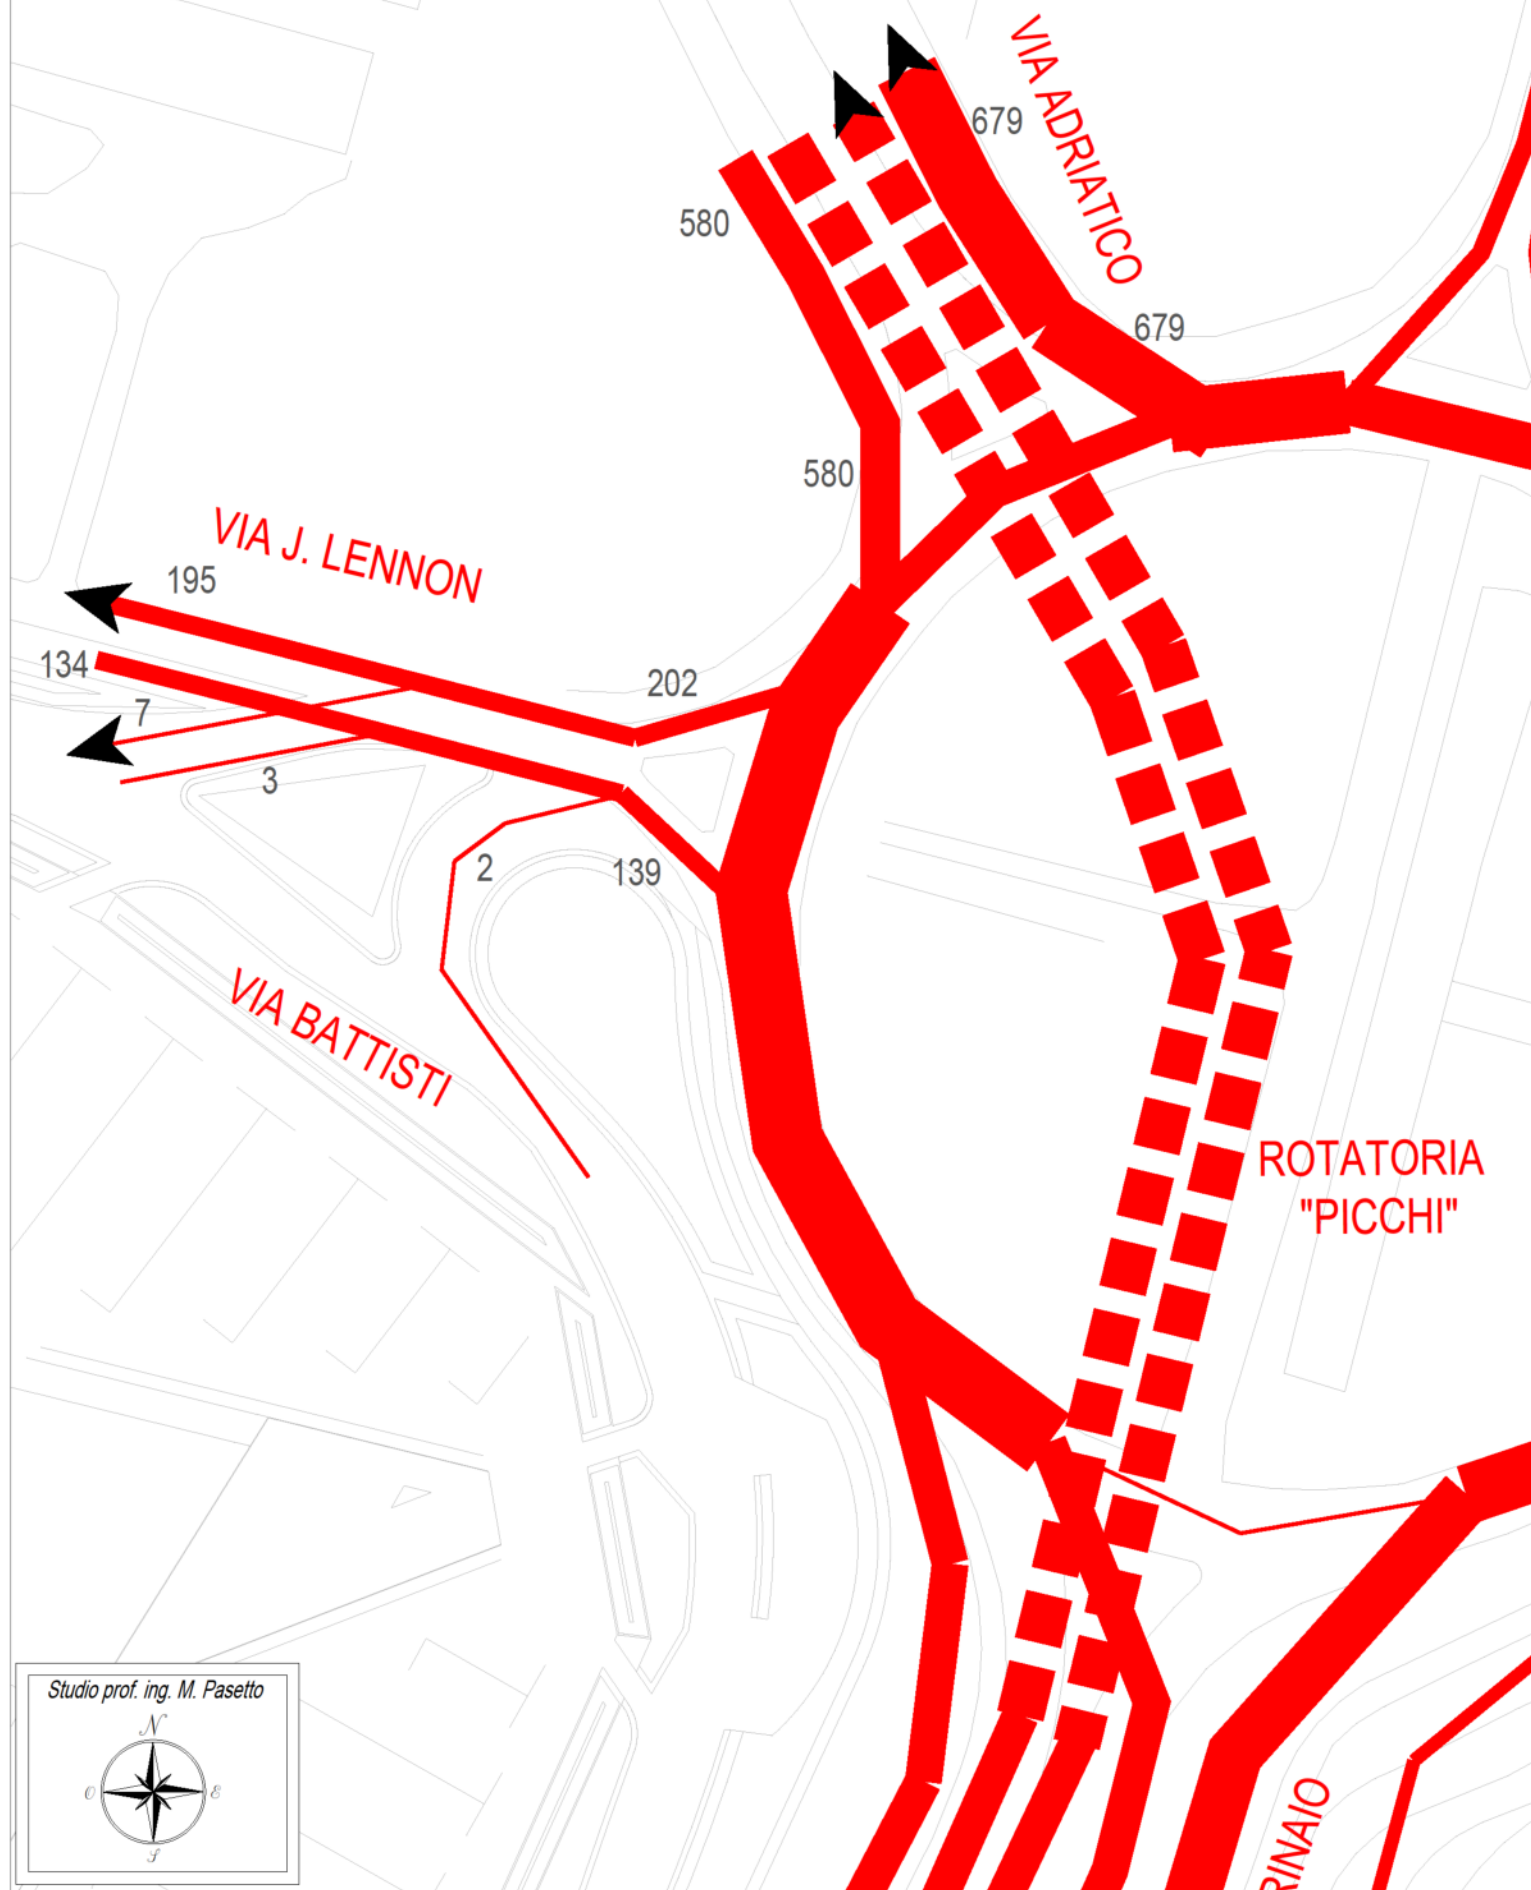 VIA ADRIATICO
679
580
679
580
VIA J. LENNON
195
134
202
7
3
2
139
VIA BATTISTI
ROTATORIA
"PICCHI"
RINAIO
Studio prof. ing. M. Pasetto
N
O
E
S